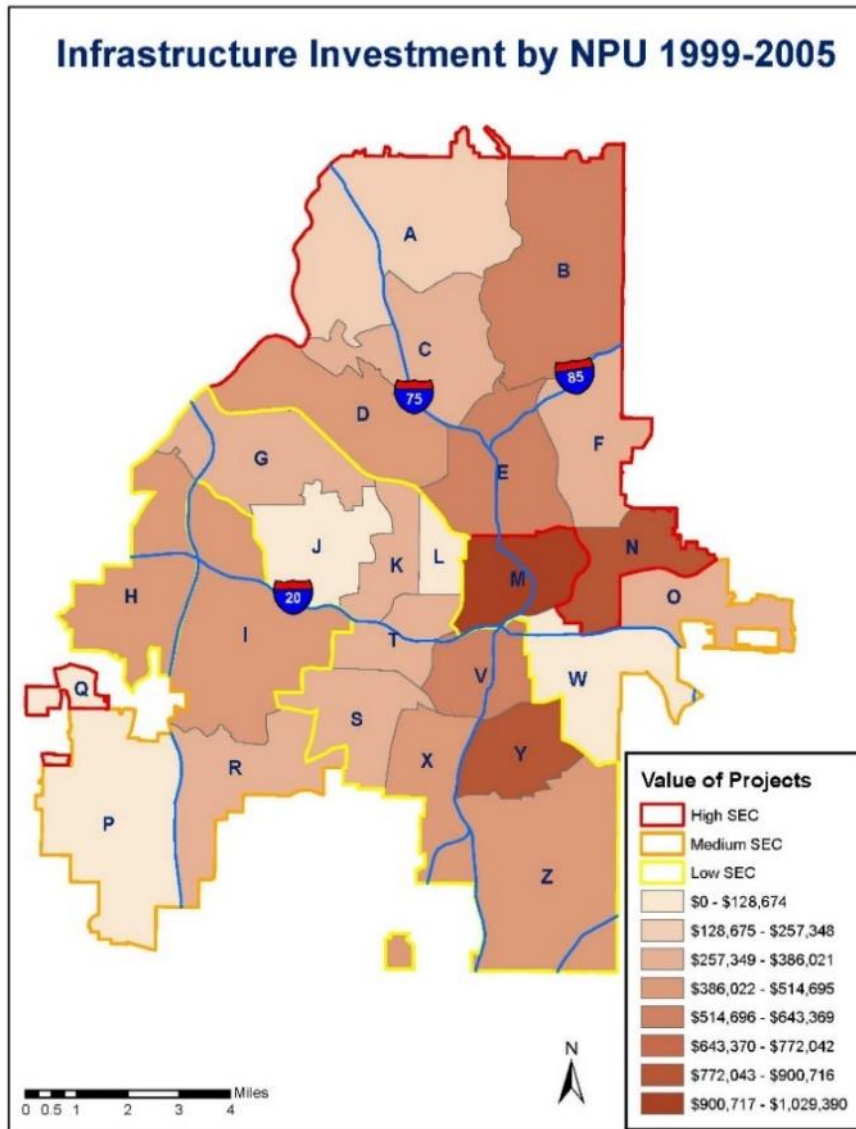 Infrastructure Investment by NPU 1999-2005
A
B
C
75
85
D
F
E
G
J
K
L
M
N
20
H
I
O
T
Q
V
W
S
R
X
Y
P
Z
Value of Projects
High SEC
Medium SEC
Low SEC
$0 - $128,674
$128,675 - $257,348
$257,349 - $386,021
$386,022 - $514,695
$514,696 - $643,369
$643,370 - $772,042
$772,043 - $900,716
$900,717 - $1,029,390
N
Miles
0 0.5 1 2 3 4